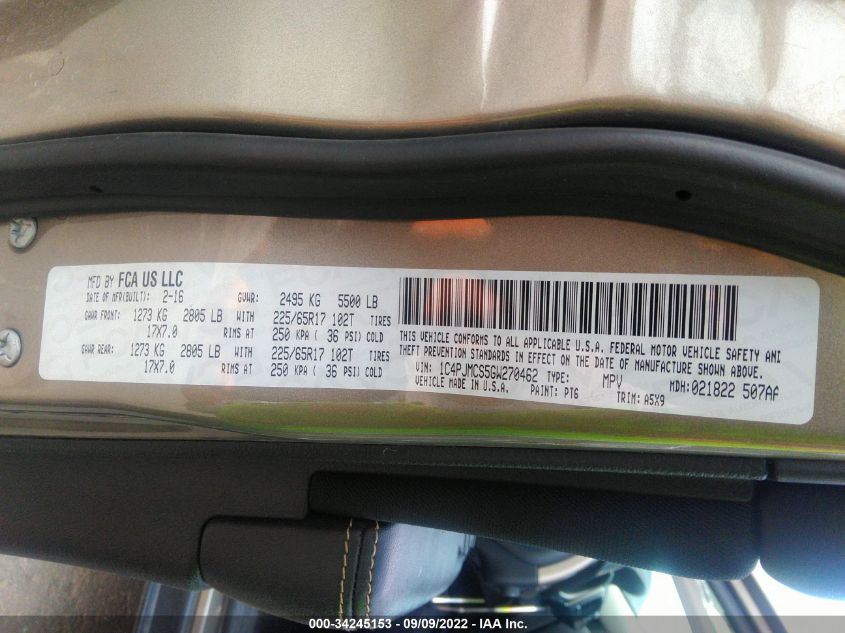 MFD BY FCA US LLC
DATE OF MFR(BUILT): 2-16 GVWR: 2495 KG 5500 LB
GAWR FRONT: 1273 KG 2805 LB WITH 225/65R17 102T TIRES
17X7.0 RIMS AT 250 KPA ( 36 PSI) COLD
GAWR REAR: 1273 KG 2805 LB WITH 225/65R17 102T TIRES
17X7.0 RIMS AT 250 KPA ( 36 PSI) COLD
THIS VEHICLE CONFORMS TO ALL APPLICABLE U.S.A. FEDERAL MOTOR VEHICLE SAFETY AND
THEFT PREVENTION STANDARDS IN EFFECT ON THE DATE OF MANUFACTURE SHOWN ABOVE.
VIN: 1C4PJMCS5GW270462 TYPE: MPV MDH:021822 507AA
VEHICLE MADE IN U.S.A. PAINT: PTG TRIM: A5X9
000-34245153 - 09/09/2022 - IAA Inc.